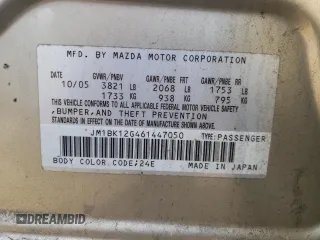 MFD. BY MAZDA MOTOR CORPORATION
GVWR/PNBV GAWR/PNBE FRT GAWR/PNBE RR
10/05 3821 LB 2068 LB 1753 LB
1733 KG 938 KG 795 KG
THIS VEHICLE CONFORMS TO ALL
APPLICABLE FEDERAL MOTOR VEHICLE SAFETY
,BUMPER,AND THEFT PREVENTION
STANDARDS IN EFFECT ON THE DATE OF MANUFACTURE SHOWN ABOVE.
JM1BK12G461447050 TYPE:PASSENGER
BODY COLOR CODE;24E MADE IN JAPAN
DREAMBID